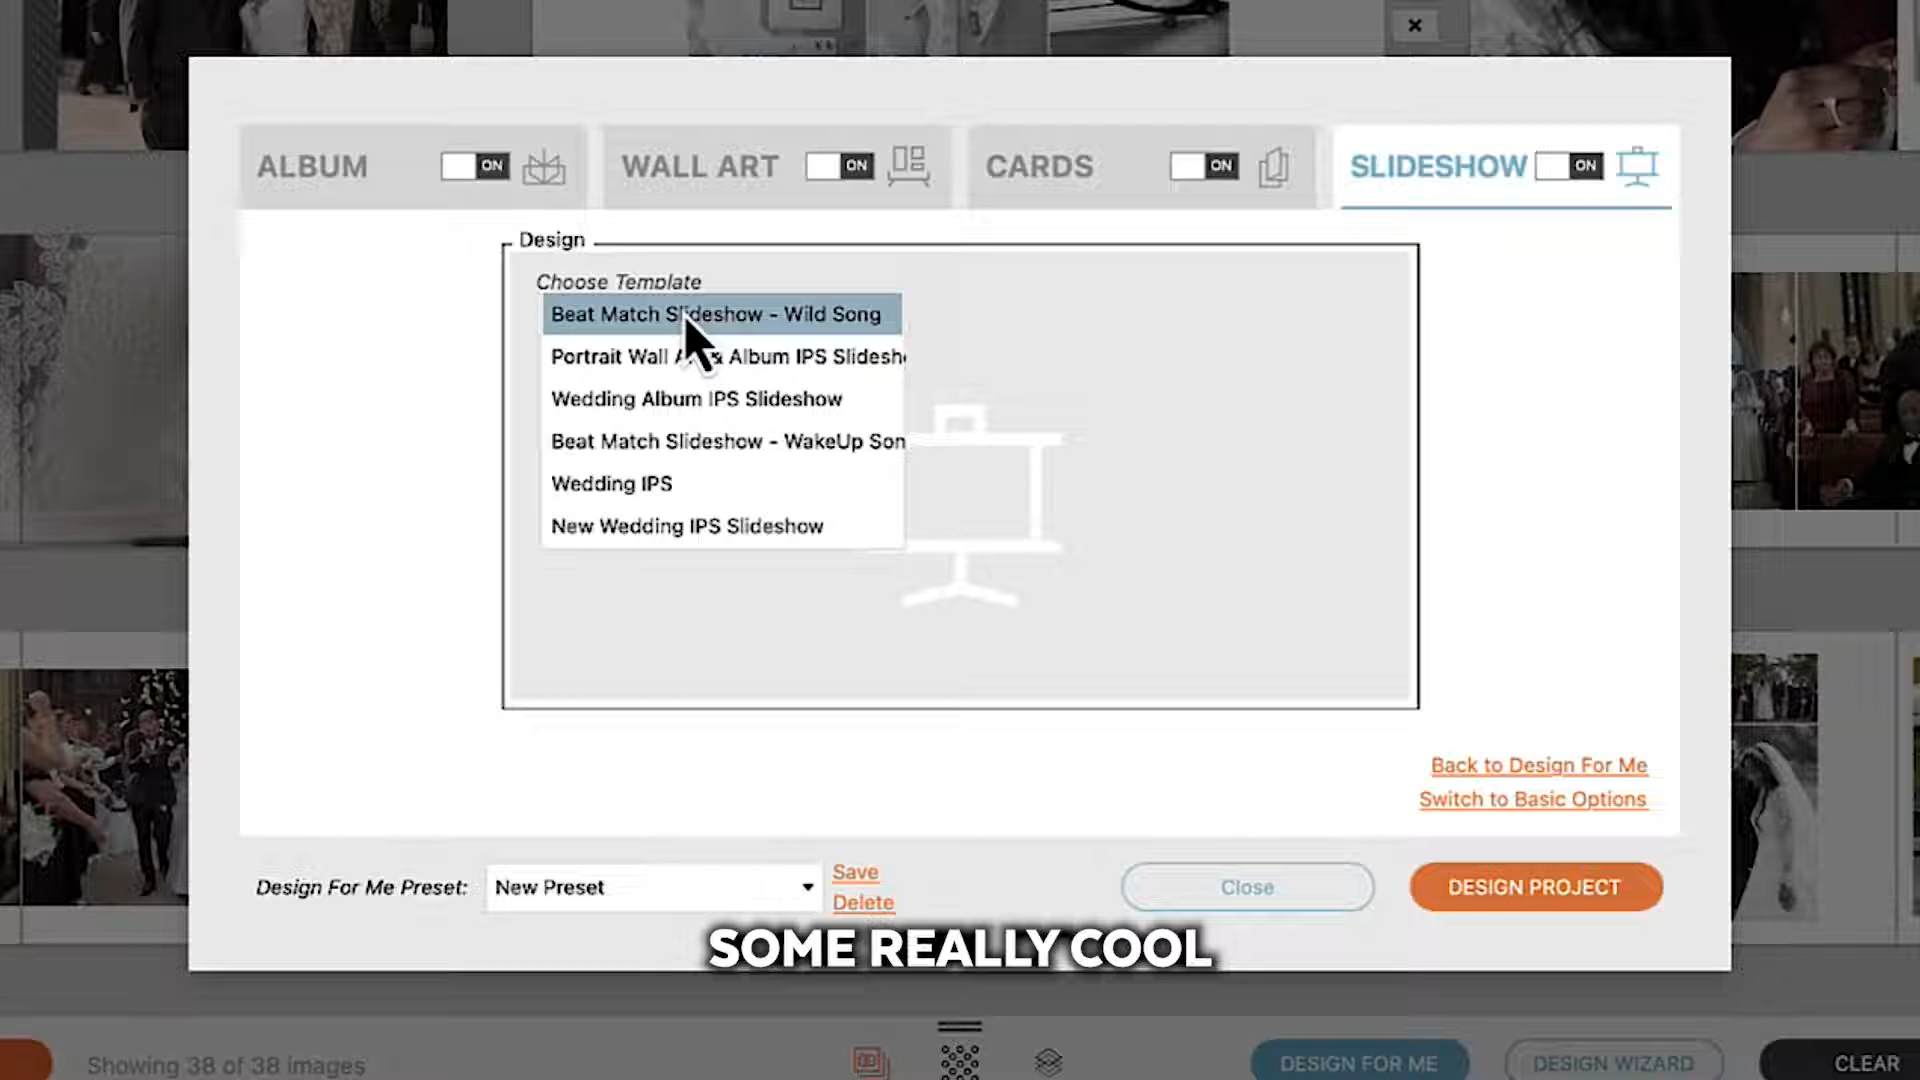 ALBUM
ON
WALL ART
ON
CARDS
ON
SLIDESHOW
ON
Design
Choose Template
Beat Match Slideshow - Wild Song
Portrait Wall & Album IPS Slidesh
Wedding Album IPS Slideshow
Beat Match Slideshow - WakeUp Son
Wedding IPS
New Wedding IPS Slideshow
Back to Design For Me
Switch to Basic Options
Design For Me Preset:
New Preset
Save
Delete
Close
DESIGN PROJECT
SOME REALLY COOL
Showing 38 of 38 images
DESIGN FOR ME
DESIGN WIZARD
CLEAR